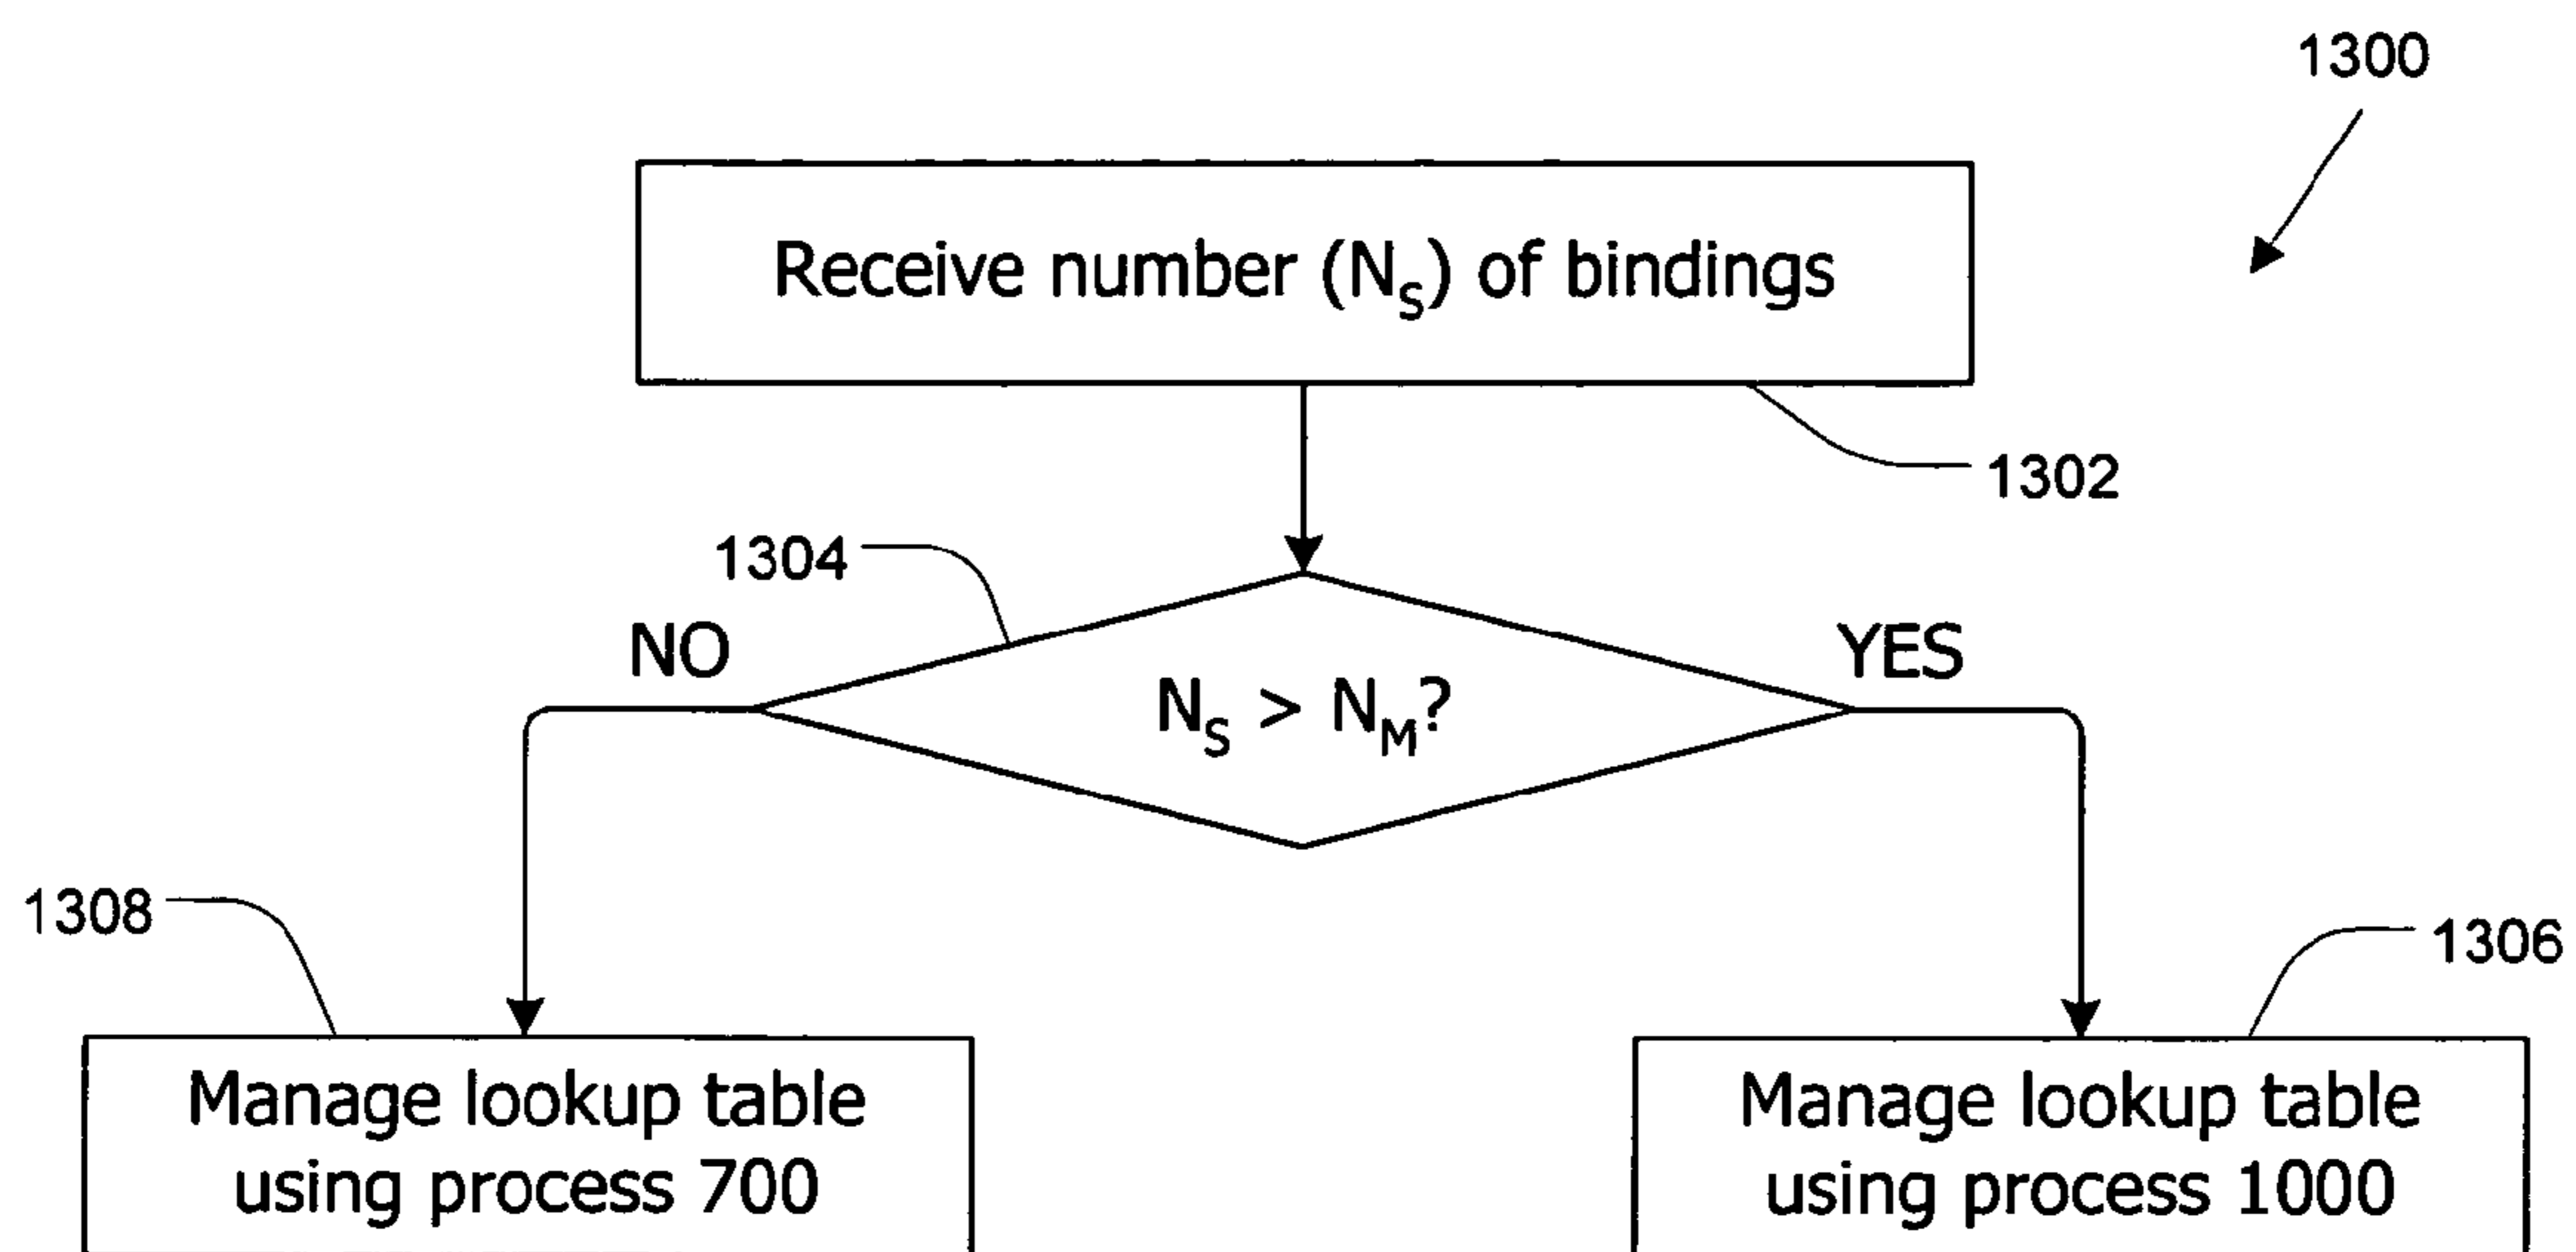 1300
Receive number (NS) of bindings
1302
1304
NO
YES
NS > NM?
1308
1306
Manage lookup table
using process 700
Manage lookup table
using process 1000